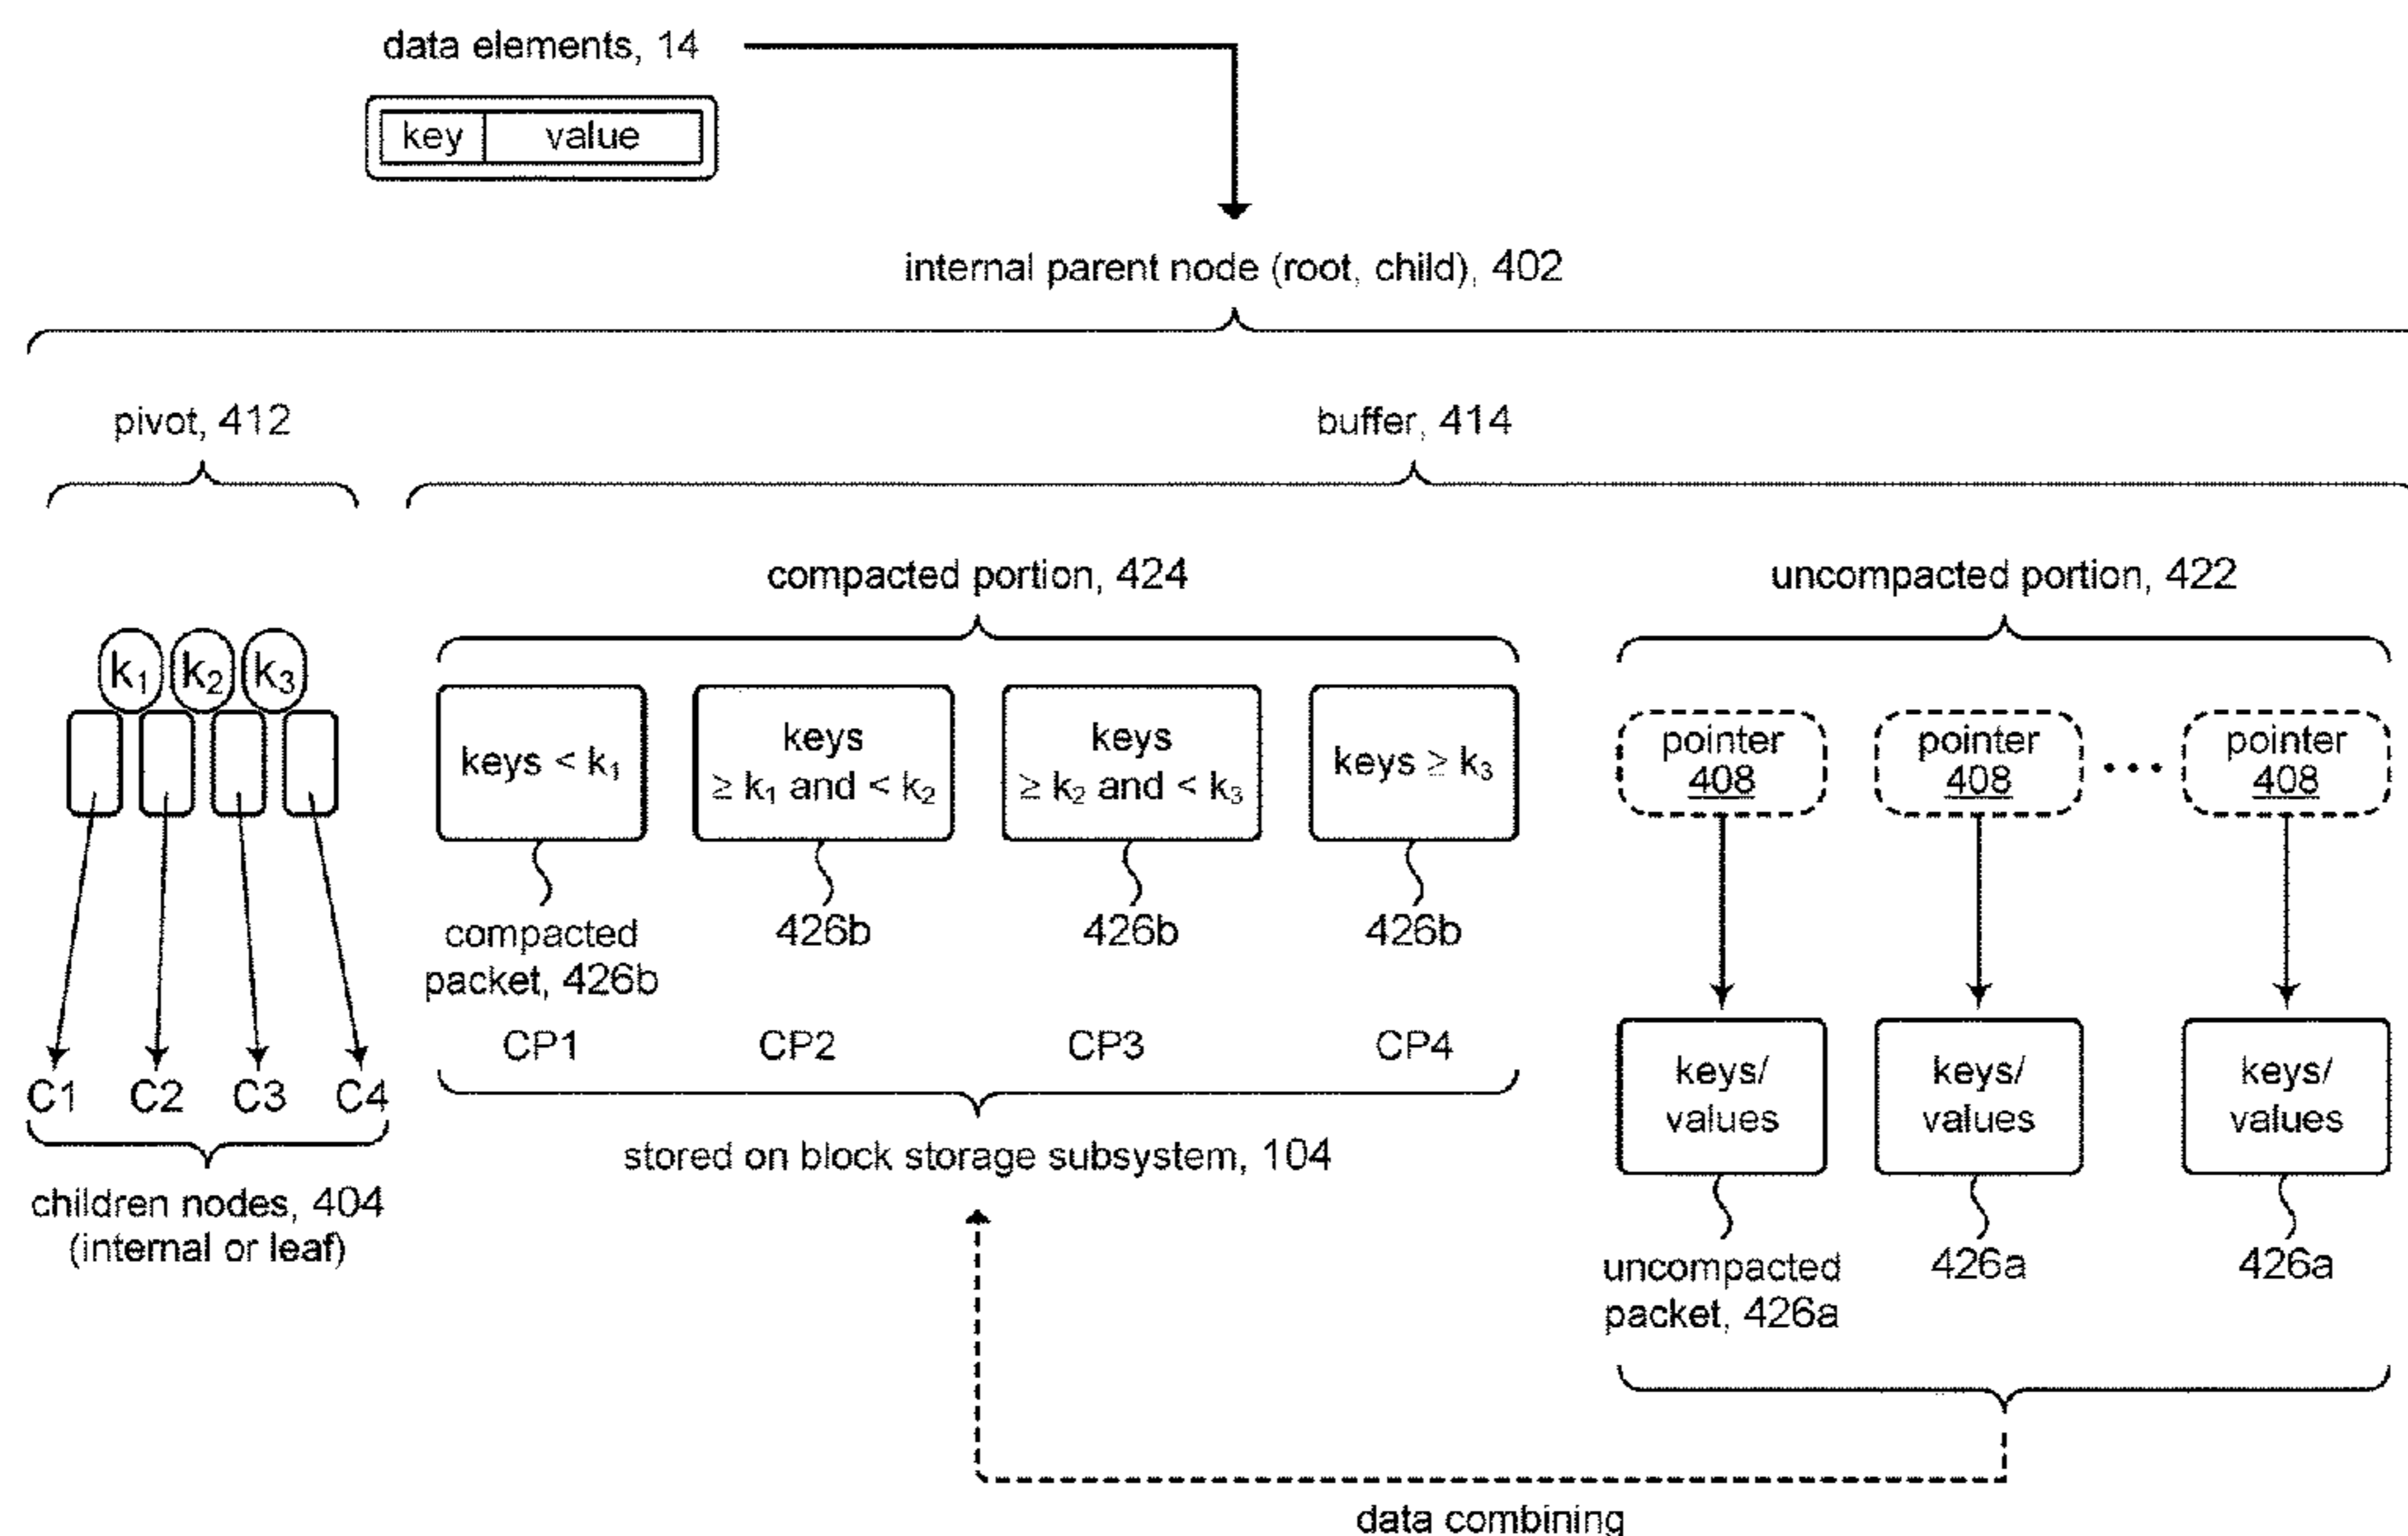 data elements, 14
key value
internal parent node (root, child), 402
pivot, 412
buffer, 414
compacted portion, 424
uncompacted portion, 422
k₁ k₂ k₃
keys < k₁
keys
≥ k₁ and < k₂
keys
≥ k₂ and < k₃
keys ≥ k₃
pointer
408
pointer
408
...
pointer
408
compacted
packet, 426b
426b
426b
426b
CP1 CP2 CP3 CP4
C1 C2 C3 C4
keys/
values
keys/
values
keys/
values
stored on block storage subsystem, 104
children nodes, 404
(internal or leaf)
uncompacted
packet, 426a
426a
426a
data combining